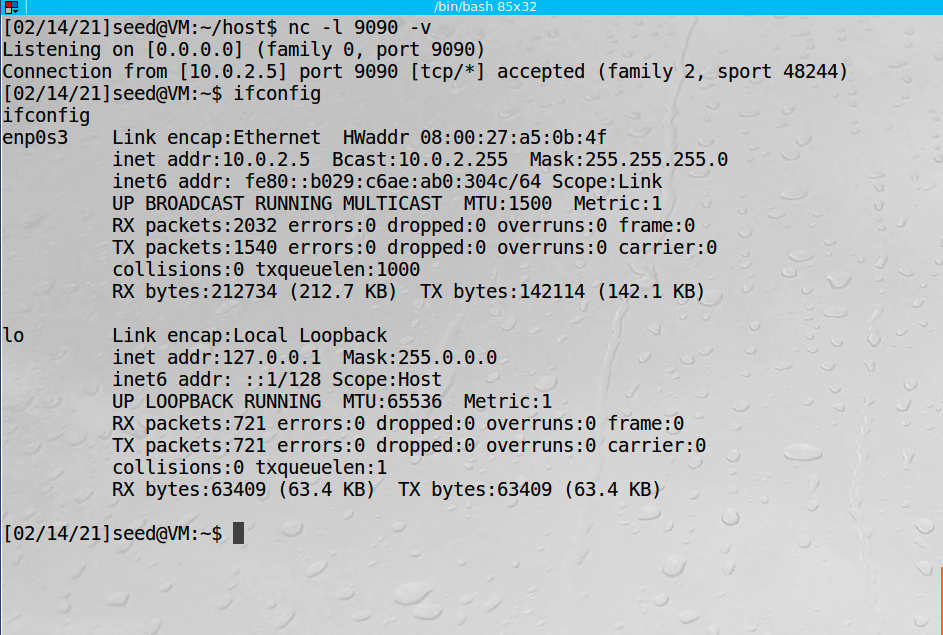 /bin/bash 85x32
[02/14/21]seed@VM:~/host$ nc -l 9090 -v
Listening on [0.0.0.0] (family 0, port 9090)
Connection from [10.0.2.5] port 9090 [tcp/*] accepted (family 2, sport 48244)
[02/14/21]seed@VM:~$ ifconfig
ifconfig
enp0s3    Link encap:Ethernet  HWaddr 08:00:27:a5:0b:4f
          inet addr:10.0.2.5  Bcast:10.0.2.255  Mask:255.255.255.0
          inet6 addr: fe80::b029:c6ae:ab0:304c/64 Scope:Link
          UP BROADCAST RUNNING MULTICAST  MTU:1500  Metric:1
          RX packets:2032 errors:0 dropped:0 overruns:0 frame:0
          TX packets:1540 errors:0 dropped:0 overruns:0 carrier:0
          collisions:0 txqueuelen:1000
          RX bytes:212734 (212.7 KB)  TX bytes:142114 (142.1 KB)

lo        Link encap:Local Loopback
          inet addr:127.0.0.1  Mask:255.0.0.0
          inet6 addr: ::1/128 Scope:Host
          UP LOOPBACK RUNNING  MTU:65536  Metric:1
          RX packets:721 errors:0 dropped:0 overruns:0 frame:0
          TX packets:721 errors:0 dropped:0 overruns:0 carrier:0
          collisions:0 txqueuelen:1
          RX bytes:63409 (63.4 KB)  TX bytes:63409 (63.4 KB)

[02/14/21]seed@VM:~$